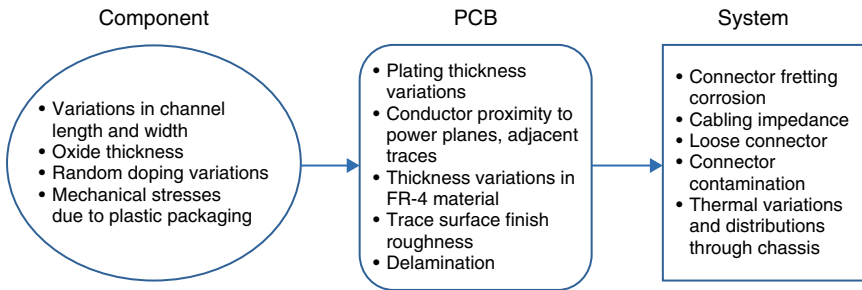 Component
• Variations in channel
length and width
• Oxide thickness
• Random doping variations
• Mechanical stresses
due to plastic packaging
PCB
• Plating thickness
variations
• Conductor proximity to
power planes, adjacent
traces
• Thickness variations in
FR-4 material
• Trace surface finish
roughness
• Delamination
System
• Connector fretting
corrosion
• Cabling impedance
• Loose connector
• Connector
contamination
• Thermal variations
and distributions
through chassis